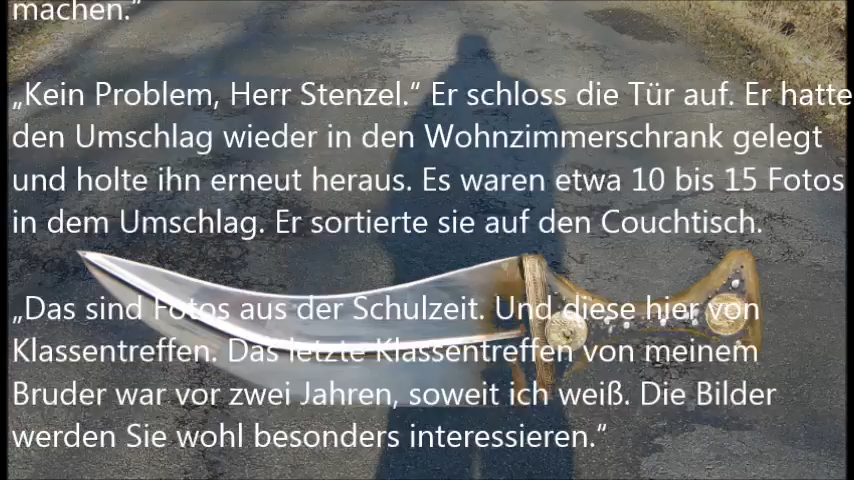 machen.“
„Kein Problem, Herr Stenzel.“ Er schloss die Tür auf. Er hatte
den Umschlag wieder in den Wohnzimmerschrank gelegt
und holte ihn erneut heraus. Es waren etwa 10 bis 15 Fotos
in dem Umschlag. Er sortierte sie auf den Couchtisch.
„Das sind Fotos aus der Schulzeit. Und diese hier von
Klassentreffen. Das letzte Klassentreffen von meinem
Bruder war vor zwei Jahren, soweit ich weiß. Die Bilder
werden Sie wohl besonders interessieren.“